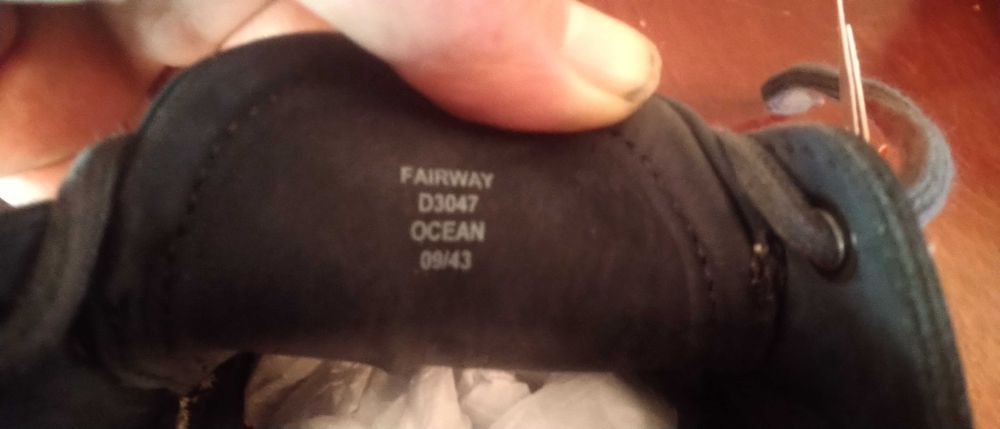 FAIRWAY
D3047
OCEAN
09/43